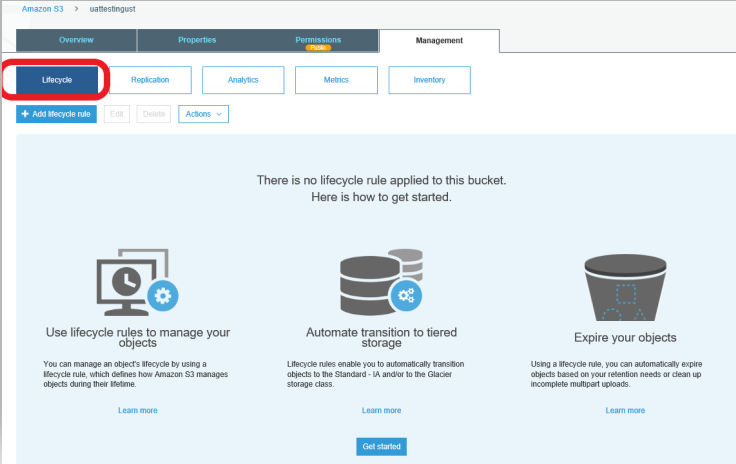 Amazon S3 > uattestingust
Overview Properties Permissions Management
Public
Lifecycle Replication Analytics Metrics Inventory
+ Add lifecycle rule Edit Delete Actions
There is no lifecycle rule applied to this bucket.
Here is how to get started.
Use lifecycle rules to manage your
objects
You can manage an object's lifecycle by using a
lifecycle rule, which defines how Amazon S3 manages
objects during their lifetime.
Learn more
Automate transition to tiered
storage
Lifecycle rules enable you to automatically transition
objects to the Standard - IA and/or to the Glacier
storage class.
Learn more
Expire your objects
Using a lifecycle rule, you can automatically expire
objects based on your retention needs or clean up
incomplete multipart uploads.
Learn more
Get started